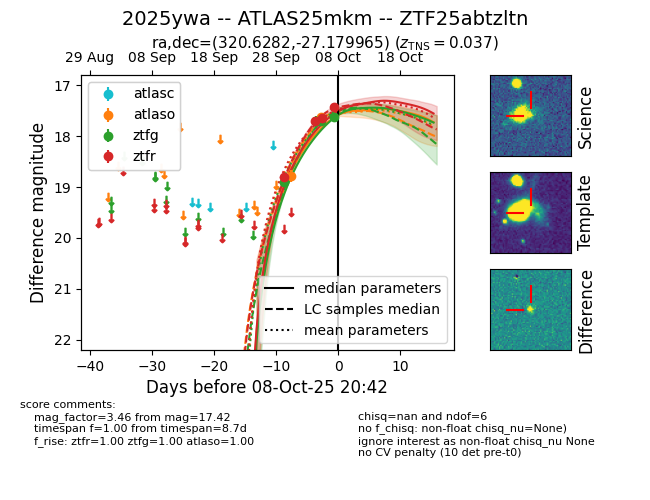 2025ywa -- ATLAS25mkm -- ZTF25abtzltn
ra,dec=(320.6282,-27.179965) (zTNS = 0.037)
29 Aug 08 Sep 18 Sep 28 Sep 08 Oct 18 Oct
17
18
19
20
21
22
Difference magnitude
atlasc
atlaso
ztfg
ztfr
median parameters
LC samples median
mean parameters
−40 −30 −20 −10 0 10
Days before 08-Oct-25 20:42
Science
Template
Difference
score comments:
mag_factor=3.46 from mag=17.42
timespan f=1.00 from timespan=8.7d
f_rise: ztfr=1.00 ztfg=1.00 atlaso=1.00
chisq=nan and ndof=6
no f_chisq: non-float chisq_nu=None)
ignore interest as non-float chisq_nu None
no CV penalty (10 det pre-t0)